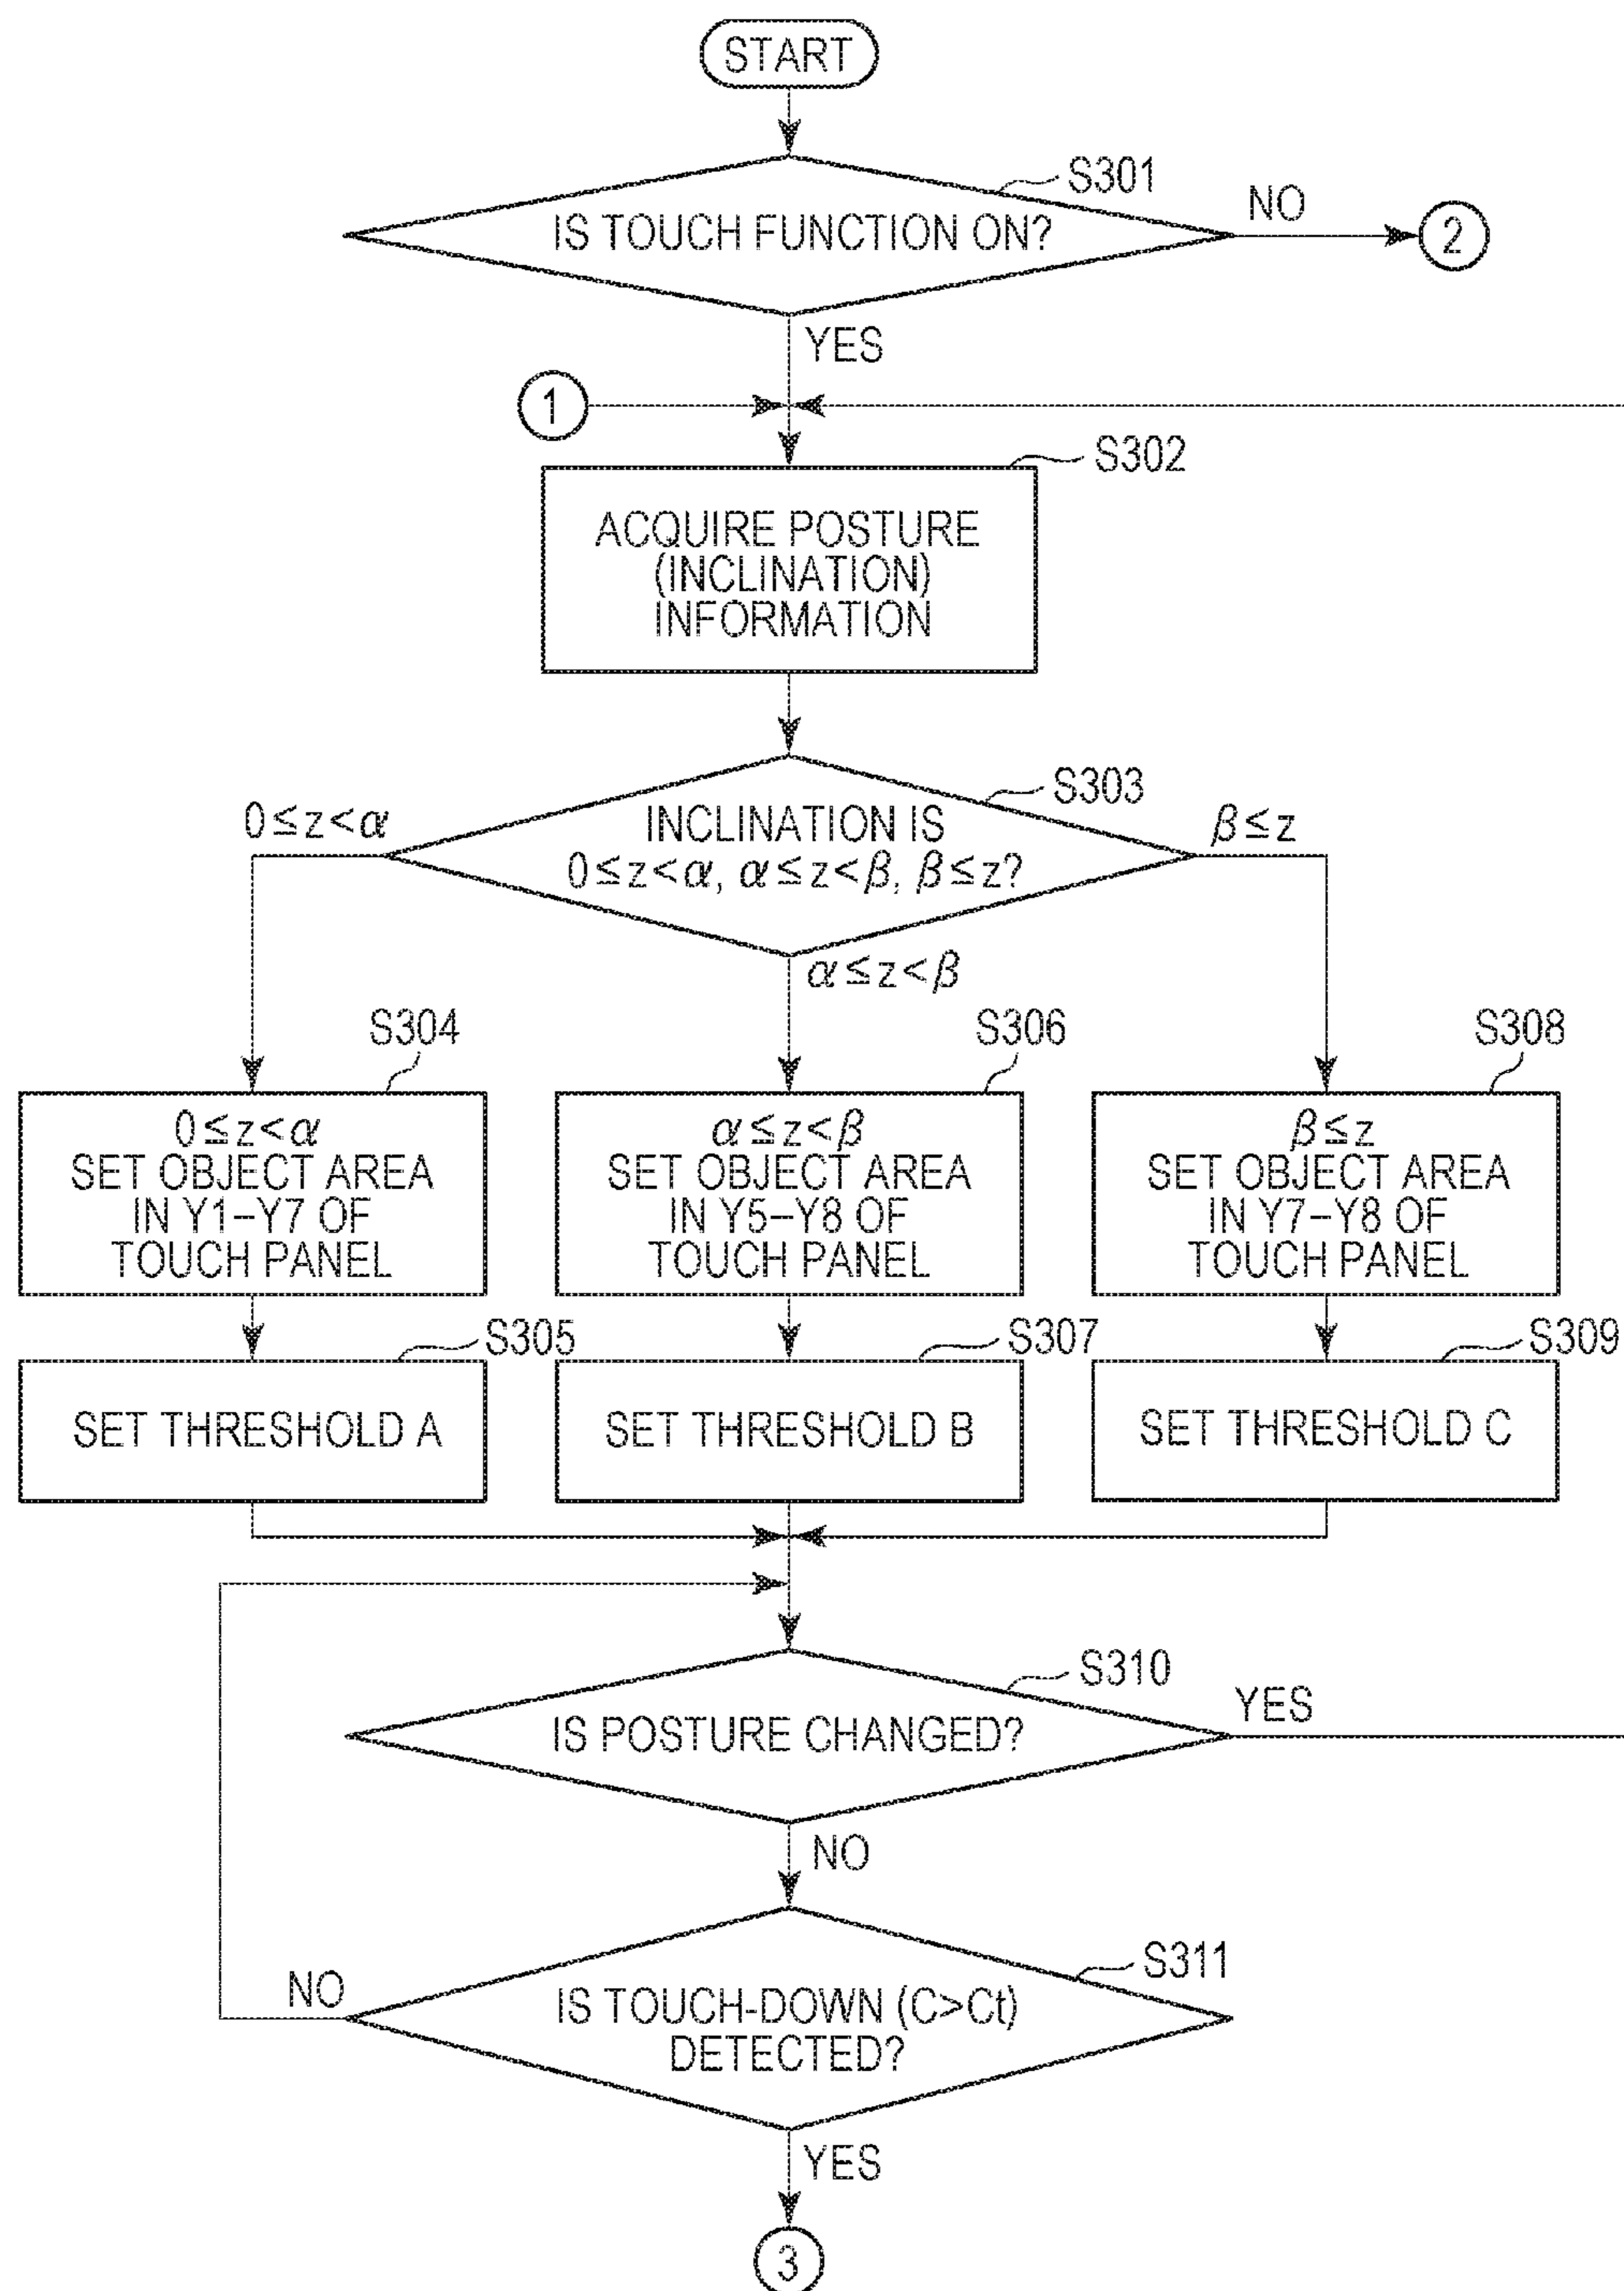 START
S301
IS TOUCH FUNCTION ON?
NO
2
YES
1
S302
ACQUIRE POSTURE
(INCLINATION)
INFORMATION
S303
0≦z<α
INCLINATION IS
0≦z<α, α≦z<β, β≦z?
β≦z
α≦z<β
S304
S306
S308
0≦z<α
SET OBJECT AREA
IN Y1–Y7 OF
TOUCH PANEL
α≦z<β
SET OBJECT AREA
IN Y5–Y8 OF
TOUCH PANEL
β≦z
SET OBJECT AREA
IN Y7–Y8 OF
TOUCH PANEL
S305
S307
S309
SET THRESHOLD A
SET THRESHOLD B
SET THRESHOLD C
S310
IS POSTURE CHANGED?
YES
NO
S311
NO
IS TOUCH-DOWN (C>Ct)
DETECTED?
YES
3